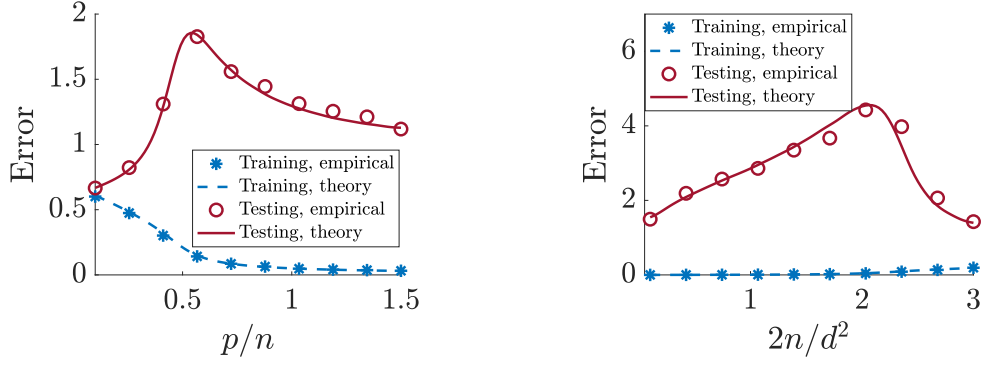 2
1.5
1
0.5
0
Error
Training, empirical
Training, theory
Testing, empirical
Testing, theory
0.5
1
1.5
p/n
6
4
2
0
Error
Training, empirical
Training, theory
Testing, empirical
Testing, theory
1
2
3
2n/d²